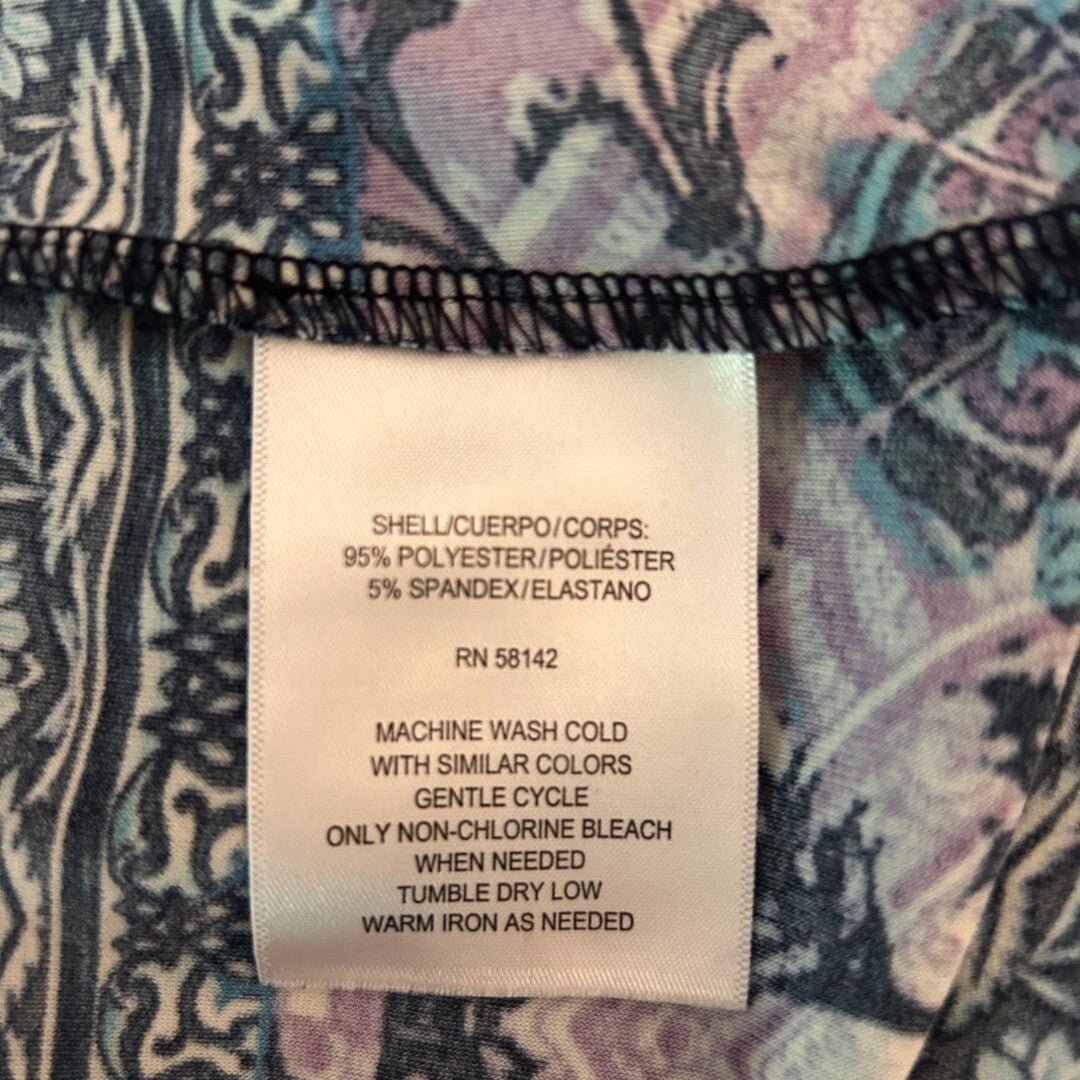 SHELL/CUERPO/CORPS:
95% POLYESTER/POLIÉSTER
5% SPANDEX/ELASTANO
RN 58142
MACHINE WASH COLD
WITH SIMILAR COLORS
GENTLE CYCLE
ONLY NON-CHLORINE BLEACH
WHEN NEEDED
TUMBLE DRY LOW
WARM IRON AS NEEDED